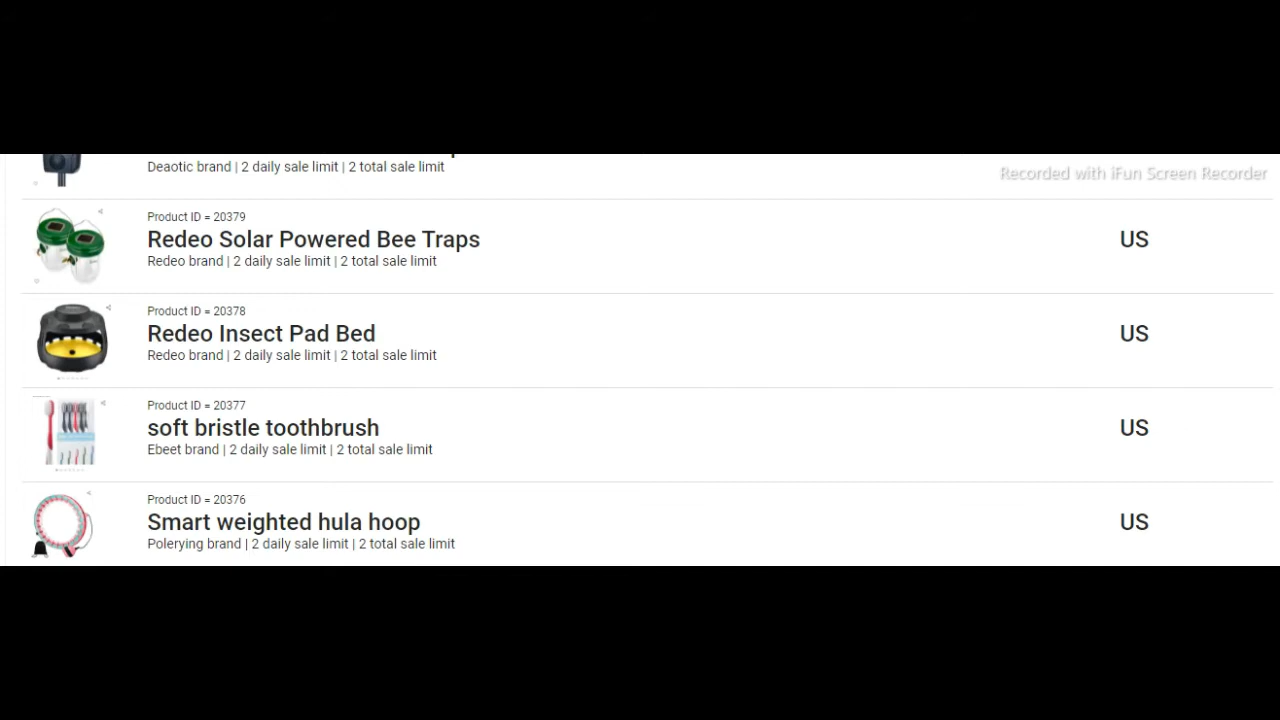 Deaotic brand | 2 daily sale limit | 2 total sale limit
Recorded with iFun Screen Recorder
Product ID = 20379
Redeo Solar Powered Bee Traps
US
Redeo brand | 2 daily sale limit | 2 total sale limit
Product ID = 20378
Redeo Insect Pad Bed
US
Redeo brand | 2 daily sale limit | 2 total sale limit
Product ID = 20377
soft bristle toothbrush
US
Ebeet brand | 2 daily sale limit | 2 total sale limit
Product ID = 20376
Smart weighted hula hoop
US
Polerying brand | 2 daily sale limit | 2 total sale limit